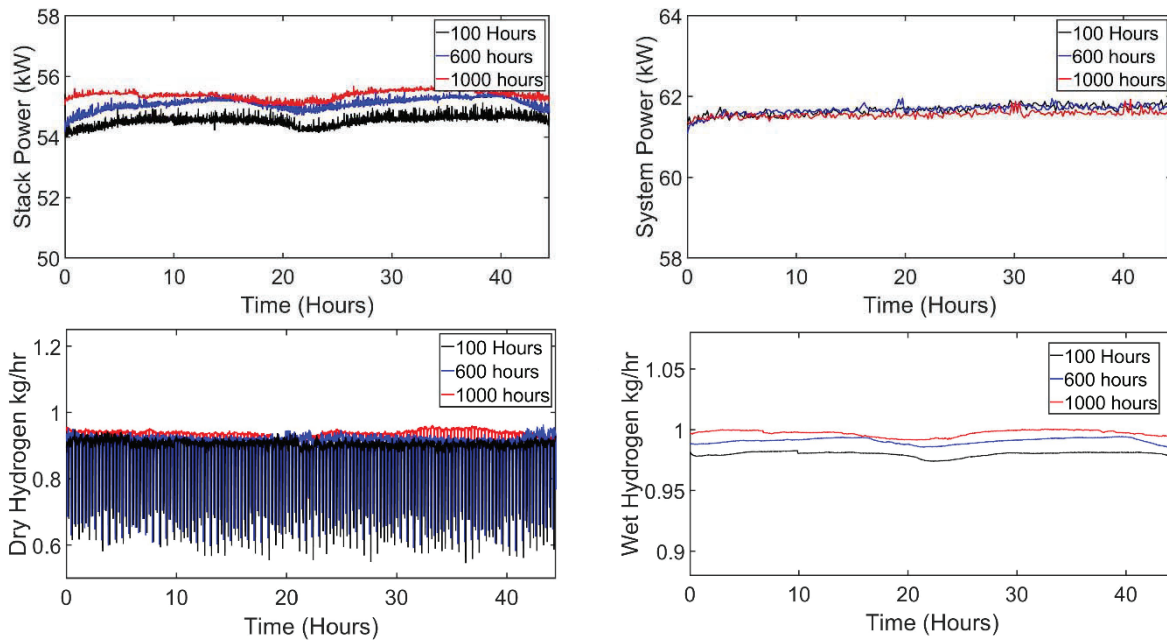 58
56
54
52
50
Stack Power (kW)
100 Hours
600 hours
1000 hours
0
10
20
30
40
Time (Hours)
64
62
60
58
System Power (kW)
100 Hours
600 hours
1000 hours
0
10
20
30
40
Time (Hours)
1.2
1
0.8
0.6
Dry Hydrogen kg/hr
100 Hours
600 hours
1000 hours
0
10
20
30
40
Time (Hours)
1.05
1
0.95
0.9
Wet Hydrogen kg/hr
100 Hours
600 hours
1000 hours
0
10
20
30
40
Time (Hours)